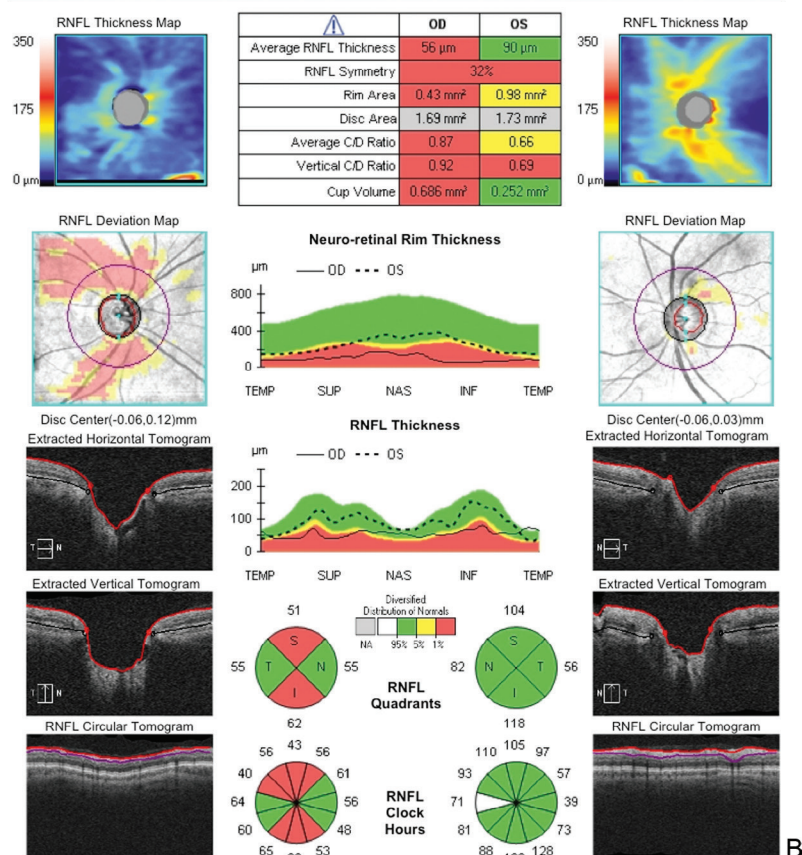 RNFL Thickness Map
350
175
0 µm
OD OS
Average RNFL Thickness 56 µm 90 µm
RNFL Symmetry 32%
Rim Area 0.43 mm² 0.98 mm²
Disc Area 1.69 mm² 1.73 mm²
Average C/D Ratio 0.87 0.66
Vertical C/D Ratio 0.92 0.69
Cup Volume 0.686 mm³ 0.252 mm³
RNFL Thickness Map
350
175
0 µm
RNFL Deviation Map
Disc Center(-0.06,0.12)mm
Neuro-retinal Rim Thickness
µm OD OS
800
400
0
TEMP SUP NAS INF TEMP
RNFL Deviation Map
Disc Center(-0.06,0.03)mm
Extracted Horizontal Tomogram
T N
RNFL Thickness
µm OD OS
200
100
0
TEMP SUP NAS INF TEMP
Extracted Horizontal Tomogram
N T
Extracted Vertical Tomogram
I S
Diversified
Distribution of Normals
NA 95% 5% 1%
51
S
55 T N 55
I
62
RNFL
Quadrants
104
S
82 N T 56
I
118
Extracted Vertical Tomogram
I S
RNFL Circular Tomogram
43
56 56
40 61
64 56
60 48
65 53
RNFL
Clock
Hours
105
110 97
93 57
71 39
81 73
88 128
RNFL Circular Tomogram
B